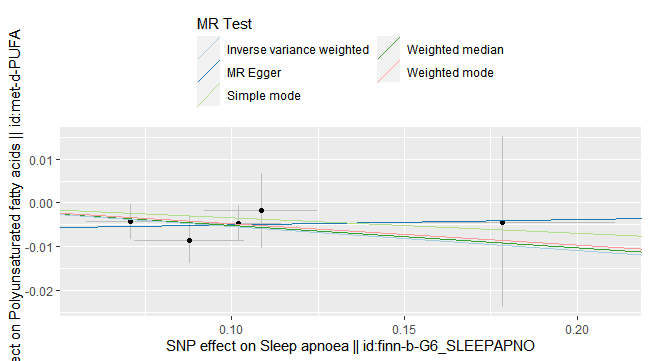 MR Test
Inverse variance weighted
Weighted median
MR Egger
Weighted mode
Simple mode
on Polyunsaturated fatty acids || id:met-d-PUFA
0.01
0.00
-0.01
-0.02
0.10
0.15
0.20
SNP effect on Sleep apnoea || id:finn-b-G6_SLEEPAPNO